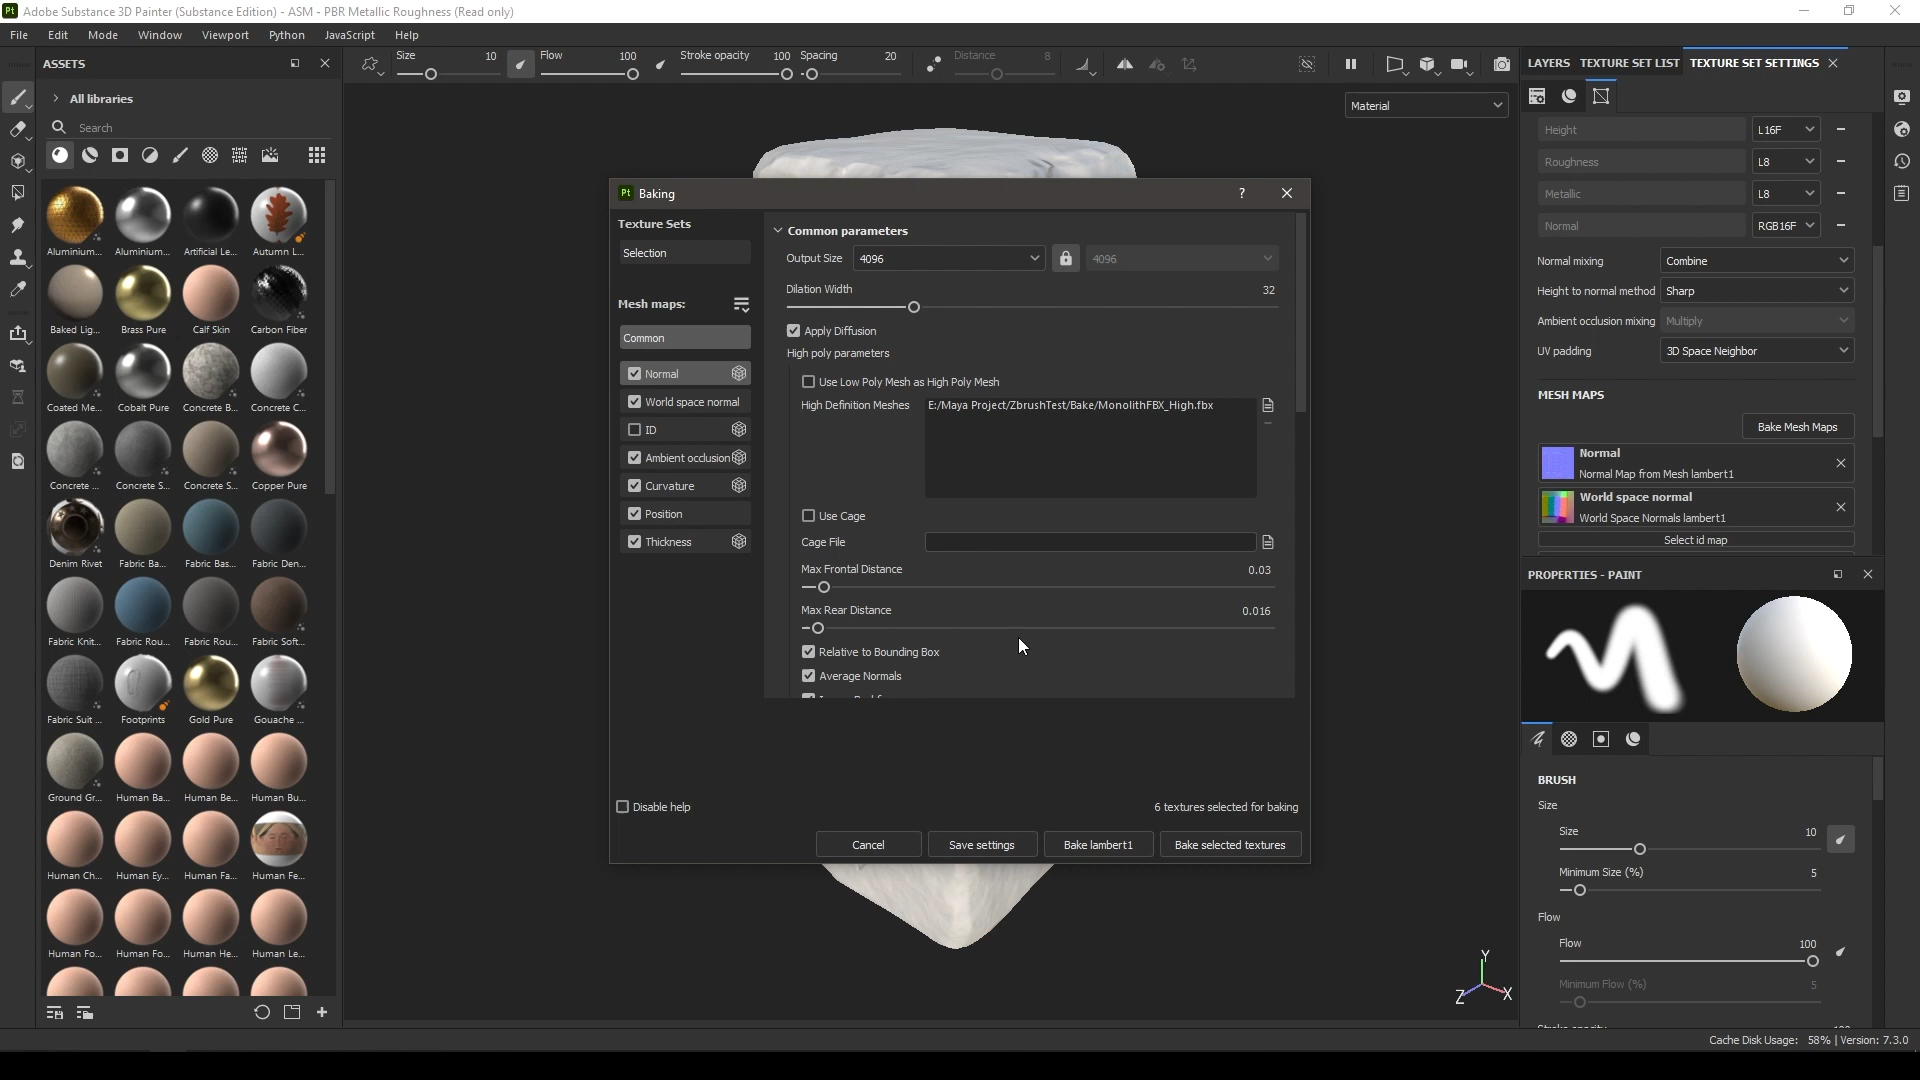 Pt Adobe Substance 3D Painter (Substance Edition) - ASM - PBR Metallic Roughness (Read only)
File Edit Mode Window Viewport Python JavaScript Help
ASSETS
All libraries
Search
Aluminium... Aluminium... Artificial Le... Autumn L...
Baked Lig... Brass Pure Calf Skin Carbon Fiber
Coated Me... Cobalt Pure Concrete B... Concrete C...
Concrete ... Concrete S... Concrete S... Copper Pure
Denim Rivet Fabric Ba... Fabric Bas... Fabric Den...
Fabric Knit... Fabric Rou... Fabric Rou... Fabric Soft...
Fabric Suit ... Footprints Gold Pure Gouache ...
Ground Gr... Human Ba... Human Be... Human Bu...
Human Ch... Human Ey... Human Fa... Human Fe...
Human Fo... Human Fo... Human He... Human Le...
Size 10 Flow 100 Stroke opacity 100 Spacing 20 Distance 8
Material
Pt Baking ?
Texture Sets
Selection
Mesh maps:
Common
Normal
World space normal
ID
Ambient occlusion
Curvature
Position
Thickness
Common parameters
Output Size 4096 4096
Dilation Width 32
Apply Diffusion
High poly parameters
Use Low Poly Mesh as High Poly Mesh
High Definition Meshes E:/Maya Project/ZbrushTest/Bake/MonolithFBX_High.fbx
Use Cage
Cage File
Max Frontal Distance 0.03
Max Rear Distance 0.016
Relative to Bounding Box
Average Normals
Disable help 6 textures selected for baking
Cancel Save settings Bake lambert1 Bake selected textures
Y
Z X
LAYERS TEXTURE SET LIST TEXTURE SET SETTINGS
Height L16F
Roughness L8
Metallic L8
Normal RGB16F
Normal mixing Combine
Height to normal method Sharp
Ambient occlusion mixing Multiply
UV padding 3D Space Neighbor
MESH MAPS
Bake Mesh Maps
Normal
Normal Map from Mesh lambert1
World space normal
World Space Normals lambert1
Select id map
PROPERTIES - PAINT
BRUSH
Size
Size 10
Minimum Size (%) 5
Flow
Flow 100
Minimum Flow (%) 5
Cache Disk Usage: 58% | Version: 7.3.0